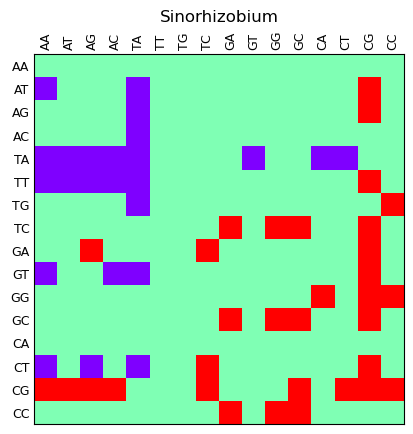 Sinorhizobium
AA AT AG AC TA TT TG TC GA GT GG GC CA CT CG CC
AA
AT
AG
AC
TA
TT
TG
TC
GA
GT
GG
GC
CA
CT
CG
CC